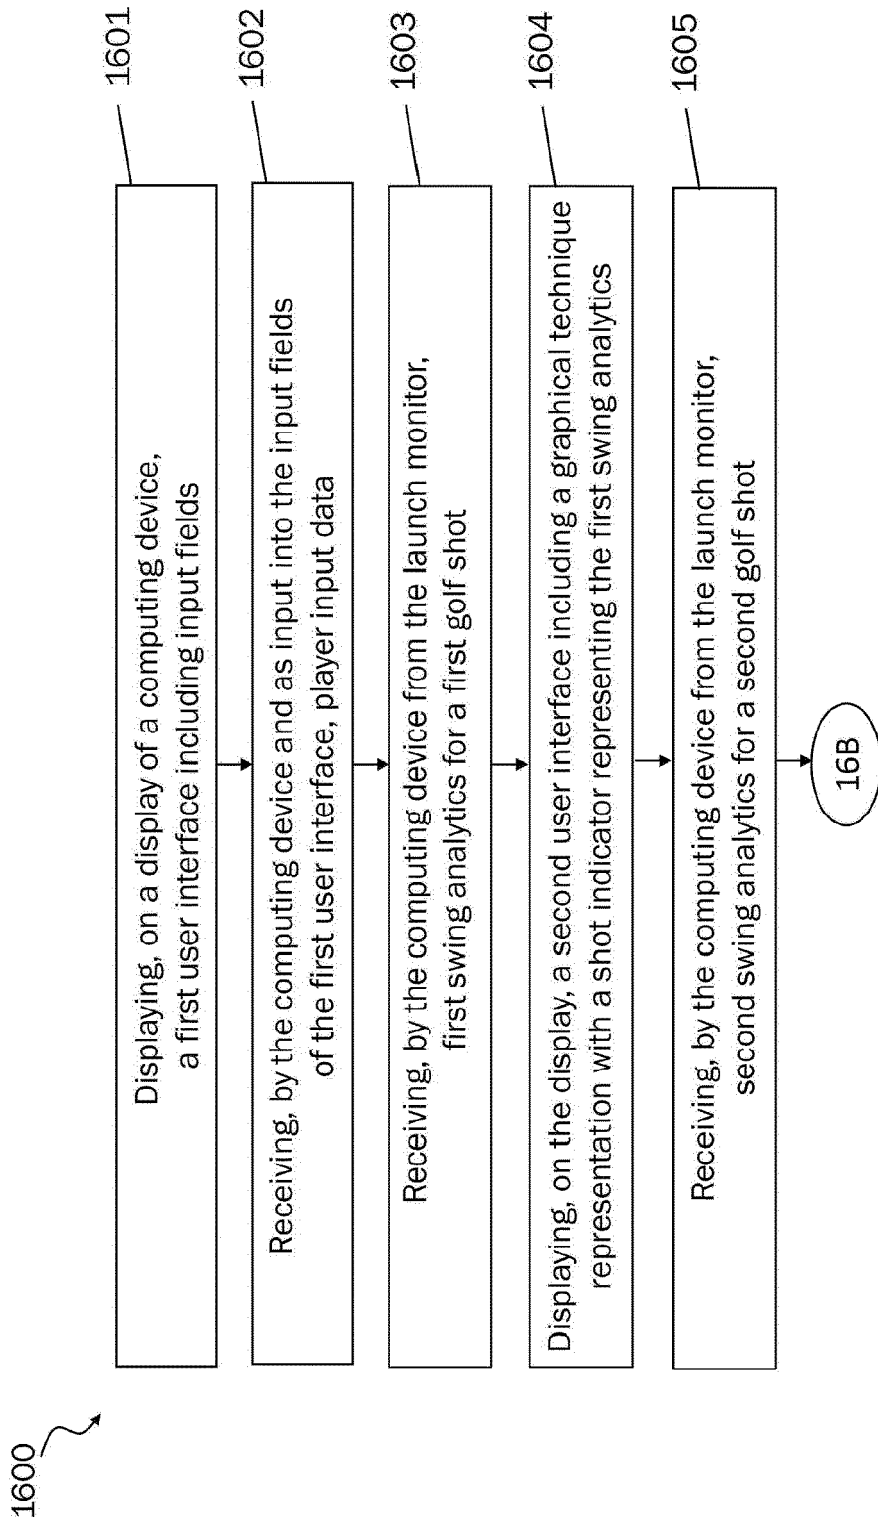 1600
Displaying, on a display of a computing device,
a first user interface including input fields
1601
Receiving, by the computing device and as input into the input fields
of the first user interface, player input data
1602
Receiving, by the computing device from the launch monitor,
first swing analytics for a first golf shot
1603
Displaying, on the display, a second user interface including a graphical technique
representation with a shot indicator representing the first swing analytics
1604
Receiving, by the computing device from the launch monitor,
second swing analytics for a second golf shot
1605
16B